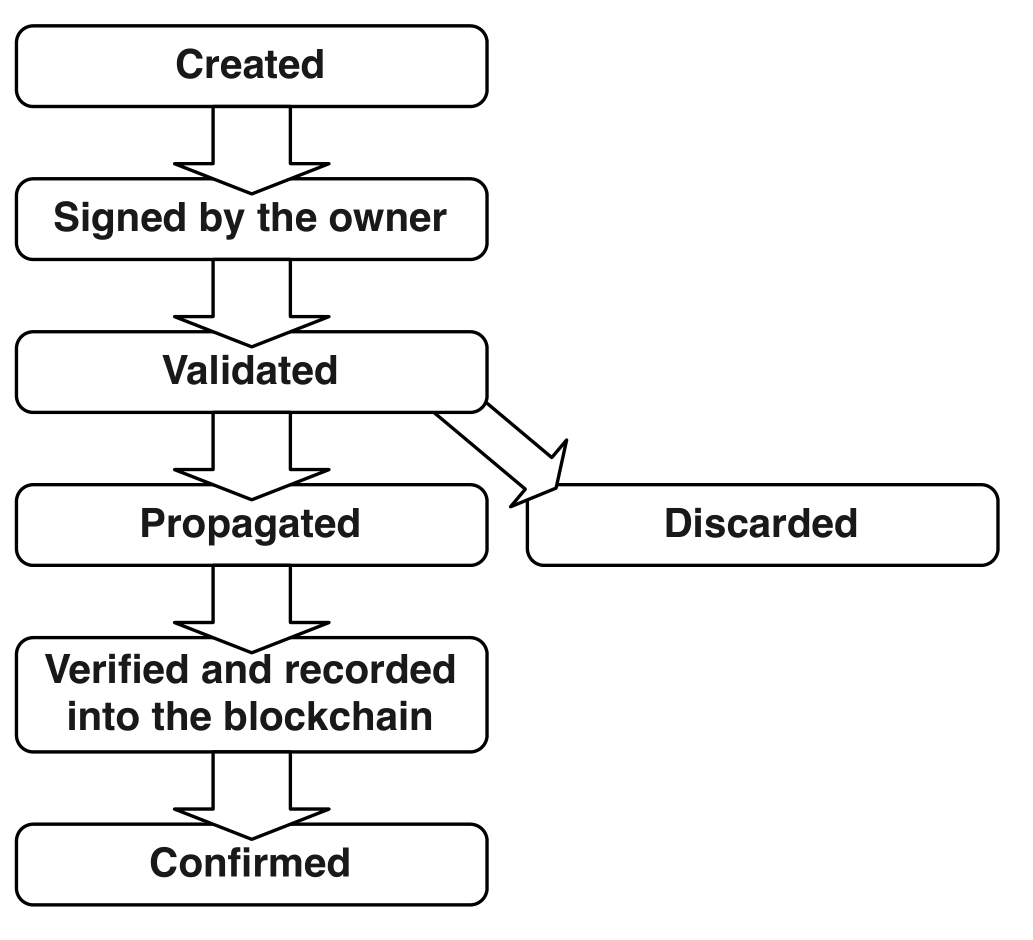 Created
Signed by the owner
Validated
Propagated
Discarded
Verified and recorded
into the blockchain
Confirmed